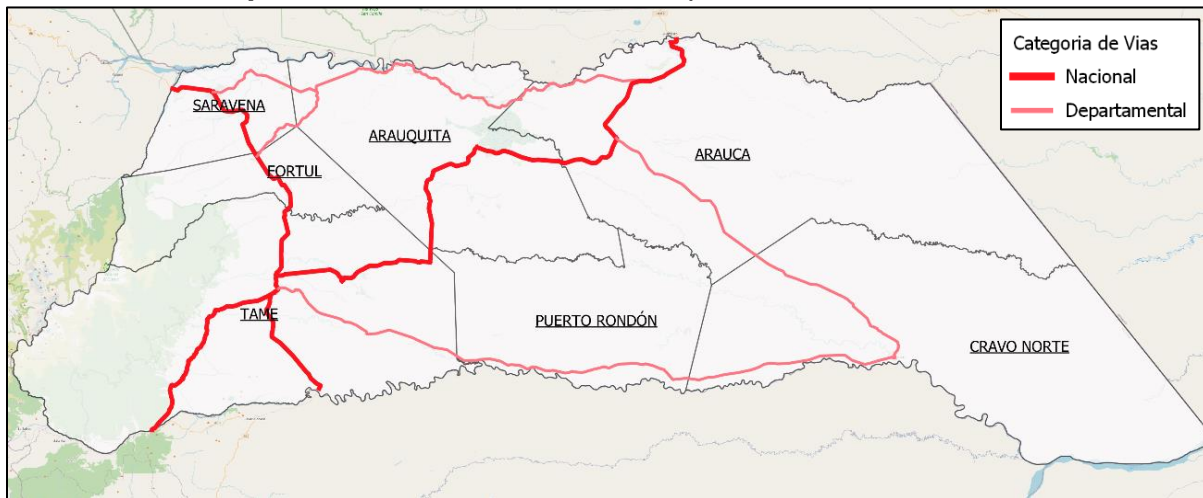 Categoria de Vias
Nacional
Departamental
SARAVENA
ARAUQUITA
ARAUCA
FORTUL
TAME
PUERTO RONDÓN
CRAVO NORTE